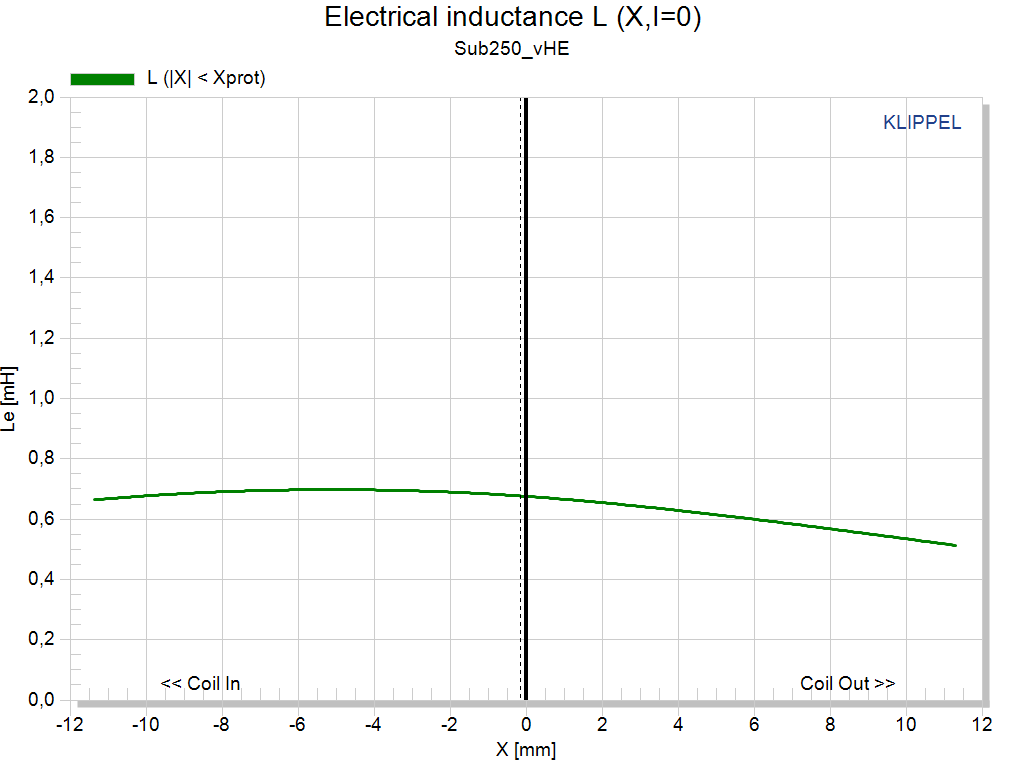 Electrical inductance L (X,I=0)
Sub250_vHE
L (|X| < Xprot)
KLIPPEL
2,0
1,8
1,6
1,4
1,2
1,0
0,8
0,6
0,4
0,2
0,0
Le [mH]
<< Coil In
Coil Out >>
-12 -10 -8 -6 -4 -2 0 2 4 6 8 10 12
X [mm]